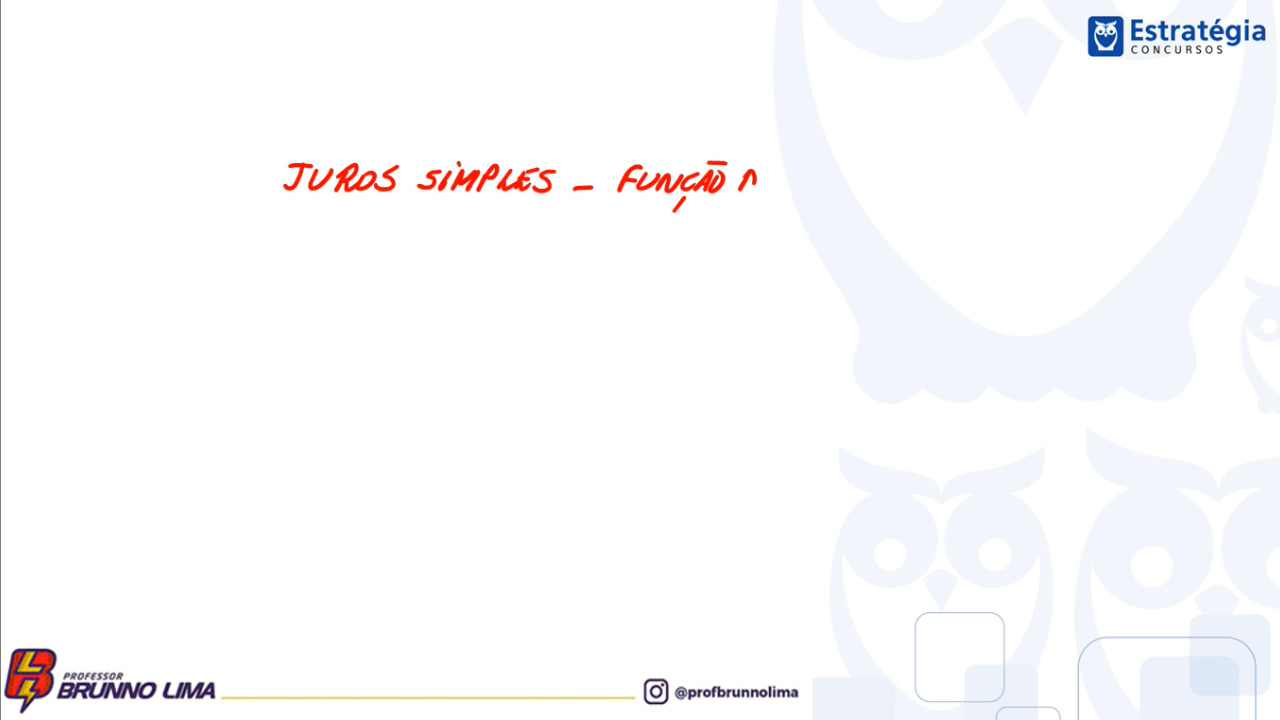 Estratégia
CONCURSOS
JUROS SIMPLES - FUNÇÃO
PROFESSOR
BRUNNO LIMA
@profbrunnolima